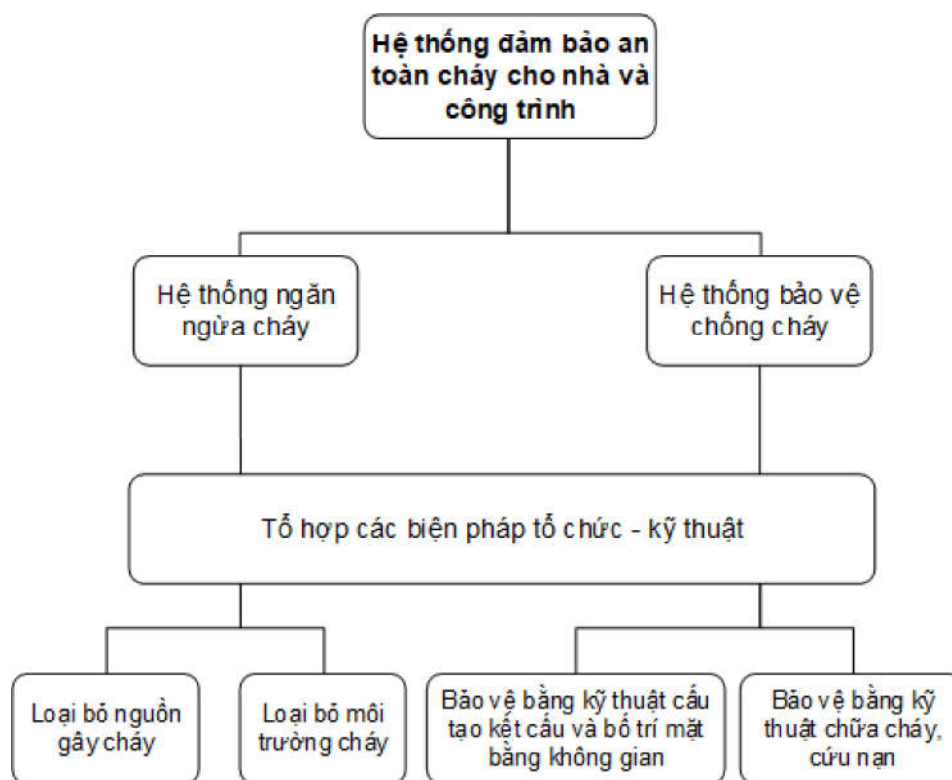 Hệ thống đảm bảo an
toàn cháy cho nhà và
công trình
Hệ thống ngăn
ngừa cháy
Hệ thống bảo vệ
chống cháy
Tổ hợp các biện pháp tổ chức - kỹ thuật
Loại bỏ nguồn
gây cháy
Loại bỏ môi
trường cháy
Bảo vệ bằng kỹ thuật cấu
tạo kết cấu và bố trí mặt
bằng không gian
Bảo vệ bằng kỹ
thuật chữa cháy,
cứu nạn